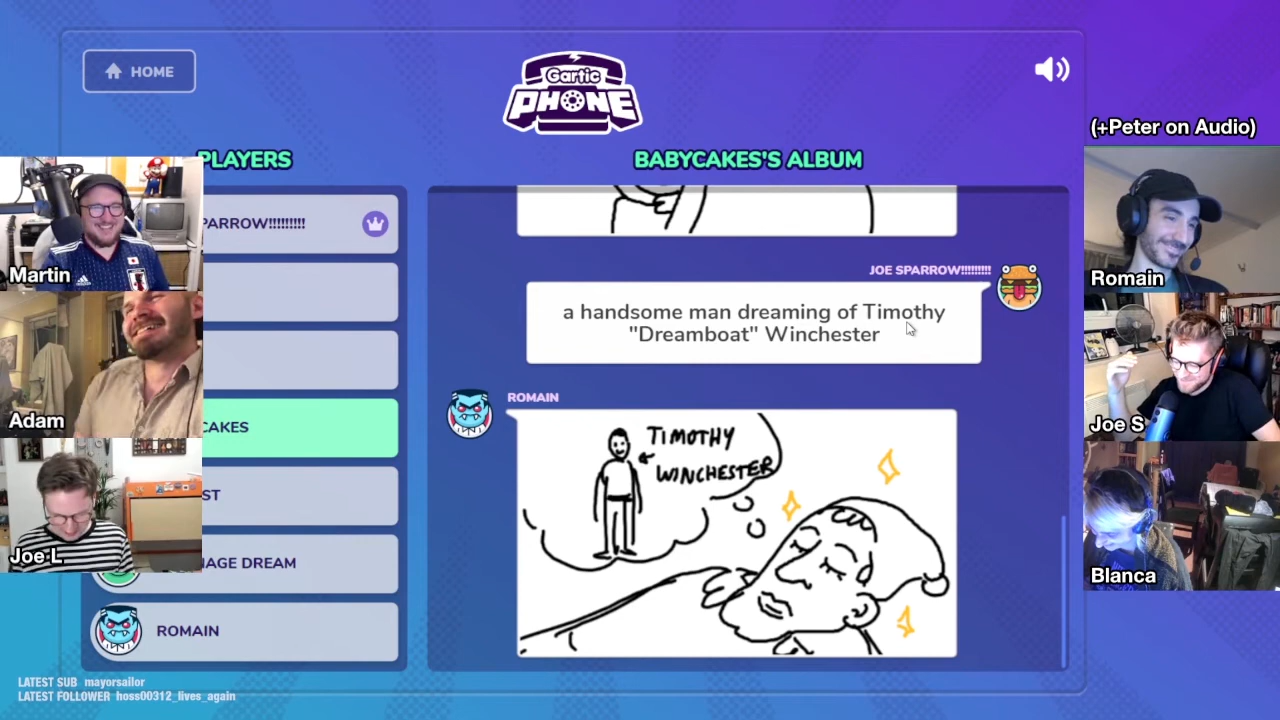 HOME
Gartic
PHONE
(+Peter on Audio)
PLAYERS
BABYCAKES'S ALBUM
PARROW!!!!!!!!!
Martin
JOE SPARROW!!!!!!!!!
Romain
a handsome man dreaming of Timothy
"Dreamboat" Winchester
ROMAIN
TIMOTHY
WINCHESTER
Adam
CAKES
Joe S
ST
Joe L
NAGE DREAM
Blanca
ROMAIN
LATEST SUB mayorsailor
LATEST FOLLOWER hoss00312_lives_again